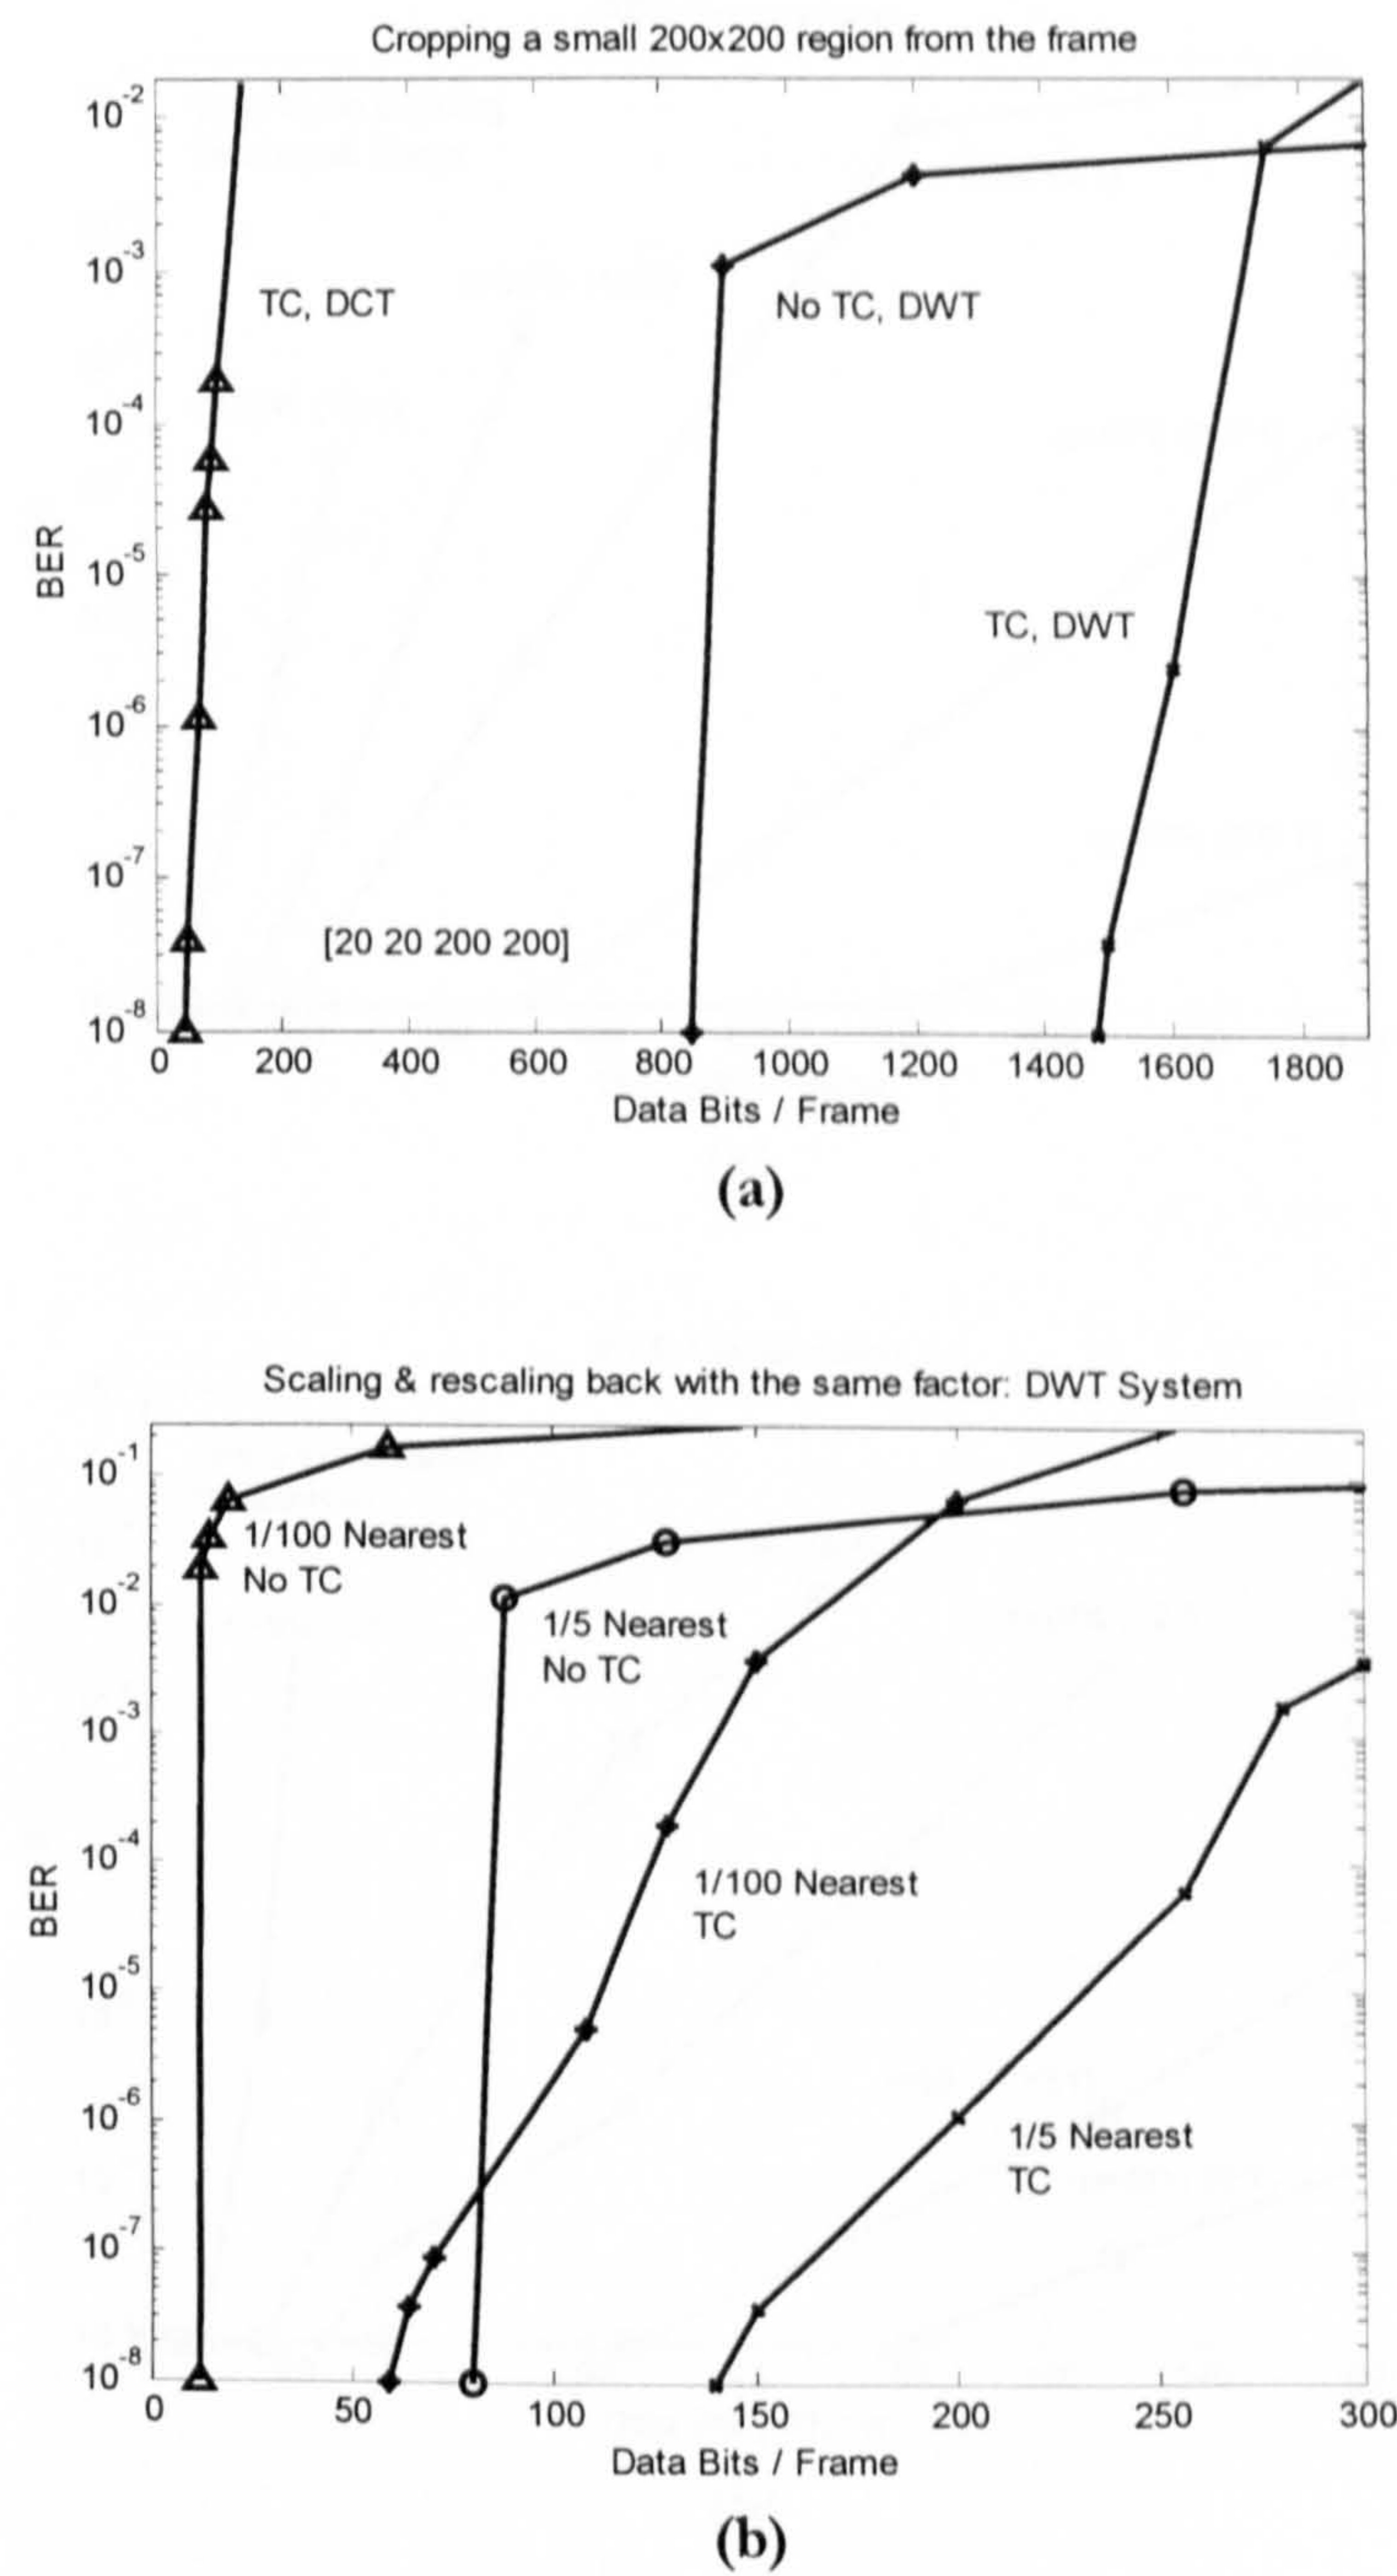 Cropping a small 200x200 region from the frame
10^-2
10^-3
TC, DCT
No TC, DWT
10^-4
BER
10^-5
TC, DWT
10^-6
10^-7
[20 20 200 200]
10^-8
0 200 400 600 800 1000 1200 1400 1600 1800
Data Bits / Frame
(a)
Scaling & rescaling back with the same factor: DWT System
10^-1
1/100 Nearest
No TC
10^-2
1/5 Nearest
No TC
10^-3
10^-4
1/100 Nearest
TC
BER
10^-5
10^-6
1/5 Nearest
TC
10^-7
10^-8
0 50 100 150 200 250 300
Data Bits / Frame
(b)